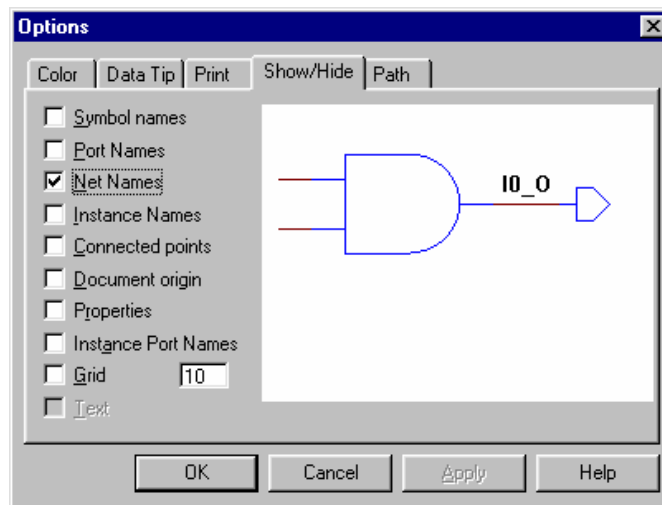 Options
Color Data Tip Print Show/Hide Path
Symbol names
Port Names
Net Names
Instance Names
Connected points
Document origin
Properties
Instance Port Names
Grid 10
Text
I0_O
OK Cancel Apply Help